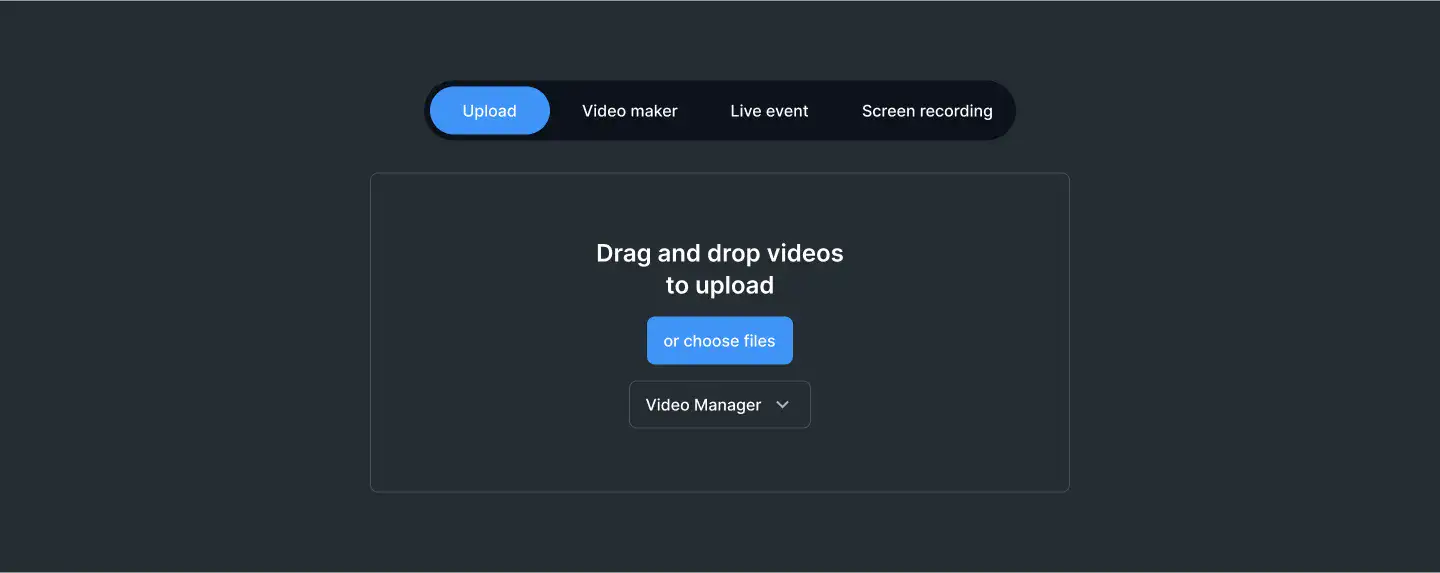 Upload Video maker Live event Screen recording
Drag and drop videos
to upload
or choose files
Video Manager